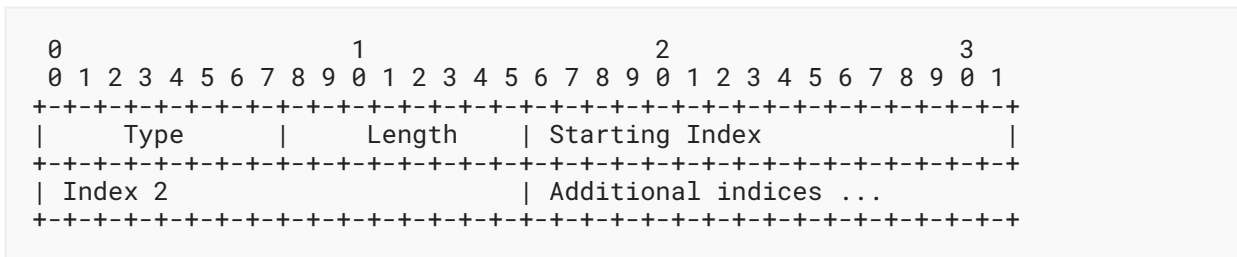 0                   1                   2                   3
 0 1 2 3 4 5 6 7 8 9 0 1 2 3 4 5 6 7 8 9 0 1 2 3 4 5 6 7 8 9 0 1
+-+-+-+-+-+-+-+-+-+-+-+-+-+-+-+-+-+-+-+-+-+-+-+-+-+-+-+-+-+-+-+-+
|     Type      |     Length    | Starting Index                |
+-+-+-+-+-+-+-+-+-+-+-+-+-+-+-+-+-+-+-+-+-+-+-+-+-+-+-+-+-+-+-+-+
| Index 2                       | Additional indices ...
+-+-+-+-+-+-+-+-+-+-+-+-+-+-+-+-+-+-+-+-+-+-+-+-+-+-+-+-+-+-+-+-+